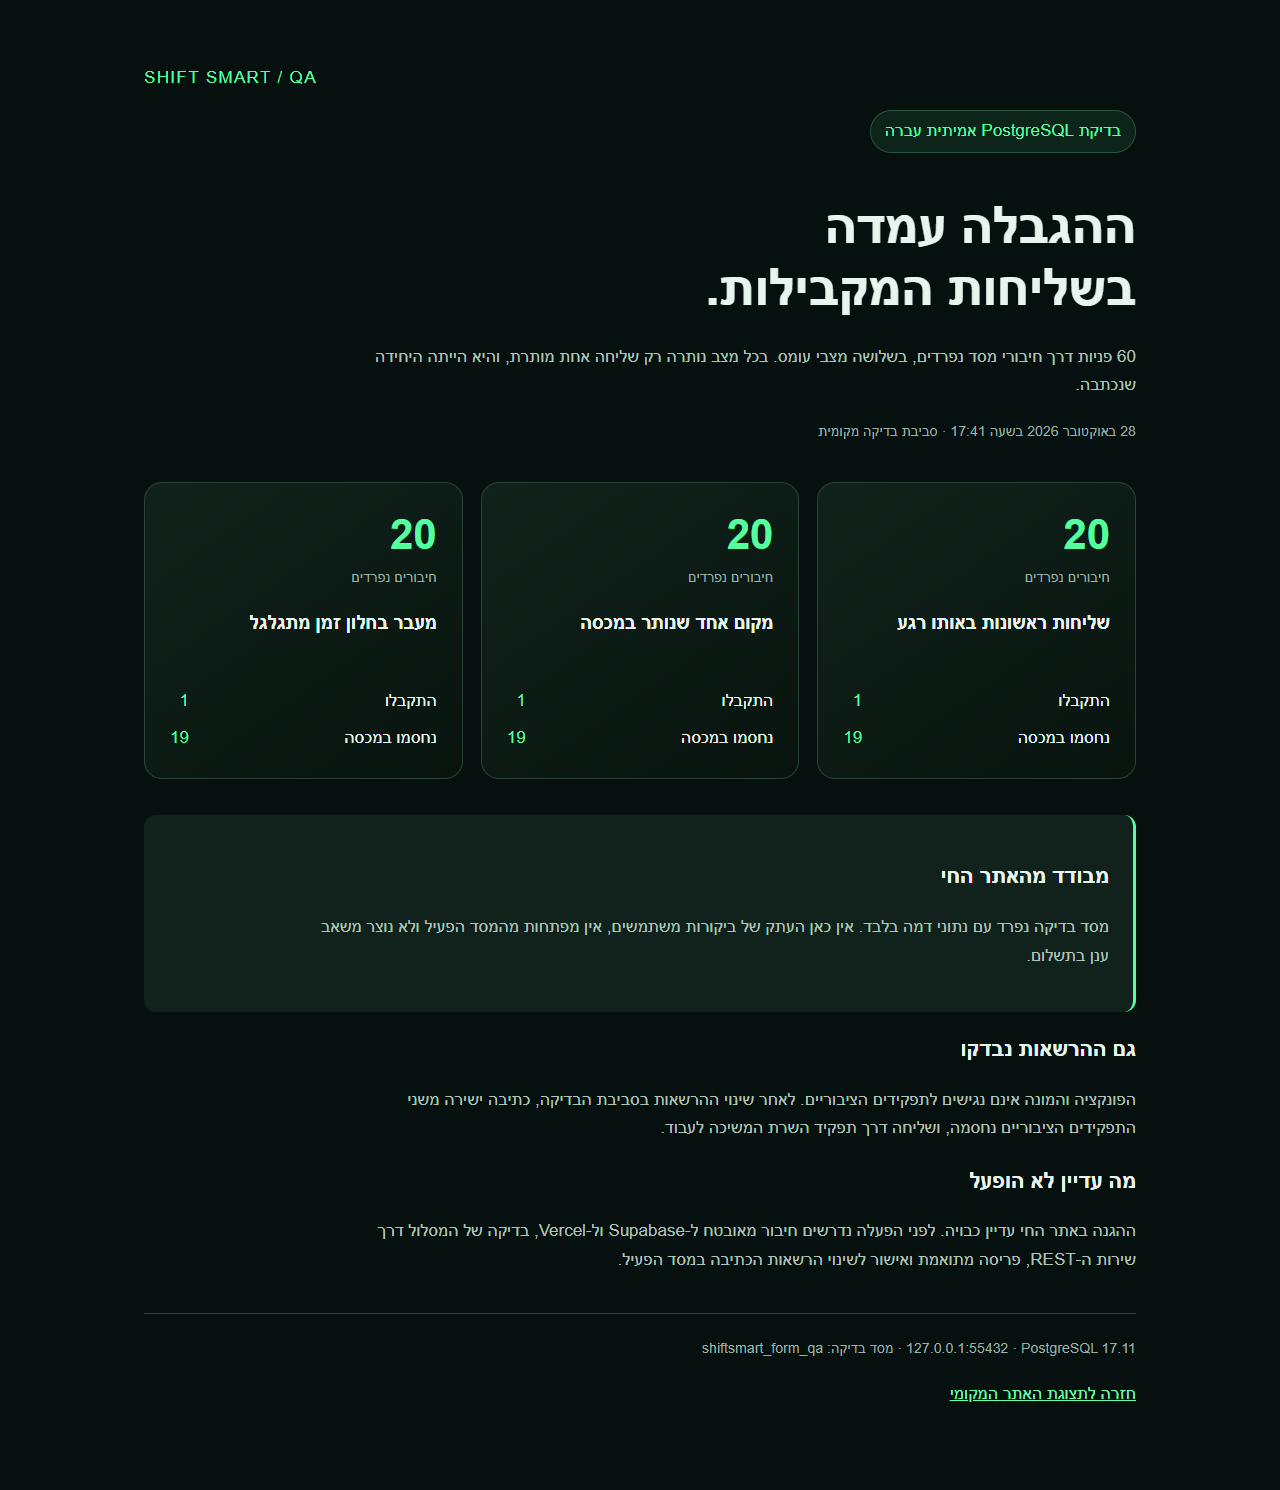 SHIFT SMART / QA
בדיקת PostgreSQL אמיתית עברה
ההגבלה עמדה
בשליחות המקבילות.
60 פניות דרך חיבורי מסד נפרדים, בשלושה מצבי עומס. בכל מצב נותרה רק שליחה אחת מותרת, והיא הייתה היחידה
שנכתבה.
28 באוקטובר 2026 בשעה 17:41 · סביבת בדיקה מקומית
20
חיבורים נפרדים
שליחות ראשונות באותו רגע
התקבלו 1
נחסמו במכסה 19
20
חיבורים נפרדים
מקום אחד שנותר במכסה
התקבלו 1
נחסמו במכסה 19
20
חיבורים נפרדים
מעבר בחלון זמן מתגלגל
התקבלו 1
נחסמו במכסה 19
מבודד מהאתר החי
מסד בדיקה נפרד עם נתוני דמה בלבד. אין כאן העתק של ביקורות משתמשים, אין מפתחות מהמסד הפעיל ולא נוצר משאב
ענן בתשלום.
גם ההרשאות נבדקו
הפונקציה והמונה אינם נגישים לתפקידים הציבוריים. לאחר שינוי ההרשאות בסביבת הבדיקה, כתיבה ישירה משני
התפקידים הציבוריים נחסמה, ושליחה דרך תפקיד השרת המשיכה לעבוד.
מה עדיין לא הופעל
ההגנה באתר החי עדיין כבויה. לפני הפעלה נדרשים חיבור מאובטח ל-Supabase ול-Vercel, בדיקה של המסלול דרך
שירות ה-REST, פריסה מתואמת ואישור לשינוי הרשאות הכתיבה במסד הפעיל.
PostgreSQL 17.11 · 127.0.0.1:55432 · מסד בדיקה: shiftsmart_form_qa
חזרה לתצוגת האתר המקומי